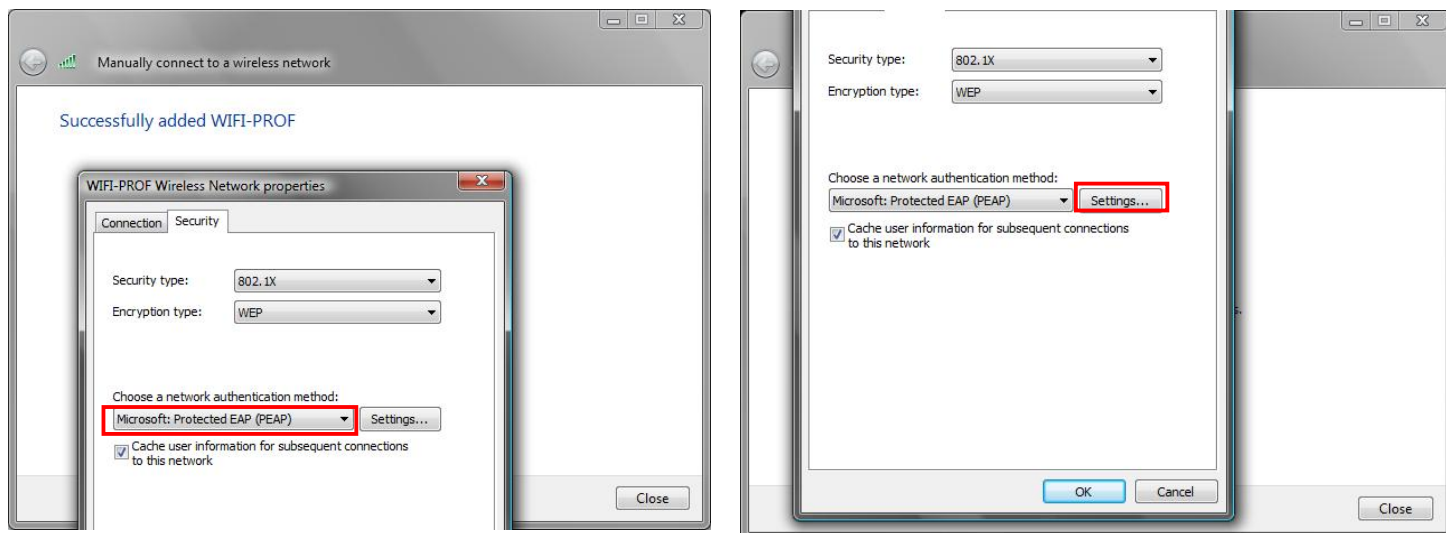 Manually connect to a wireless network
Successfully added WIFI-PROF
WIFI-PROF Wireless Network properties
Connection Security
Security type: 802.1X
Encryption type: WEP
Choose a network authentication method:
Microsoft: Protected EAP (PEAP) Settings...
Cache user information for subsequent connections
to this network
Close
Security type: 802.1X
Encryption type: WEP
Choose a network authentication method:
Microsoft: Protected EAP (PEAP) Settings...
Cache user information for subsequent connections
to this network
OK Cancel
Close